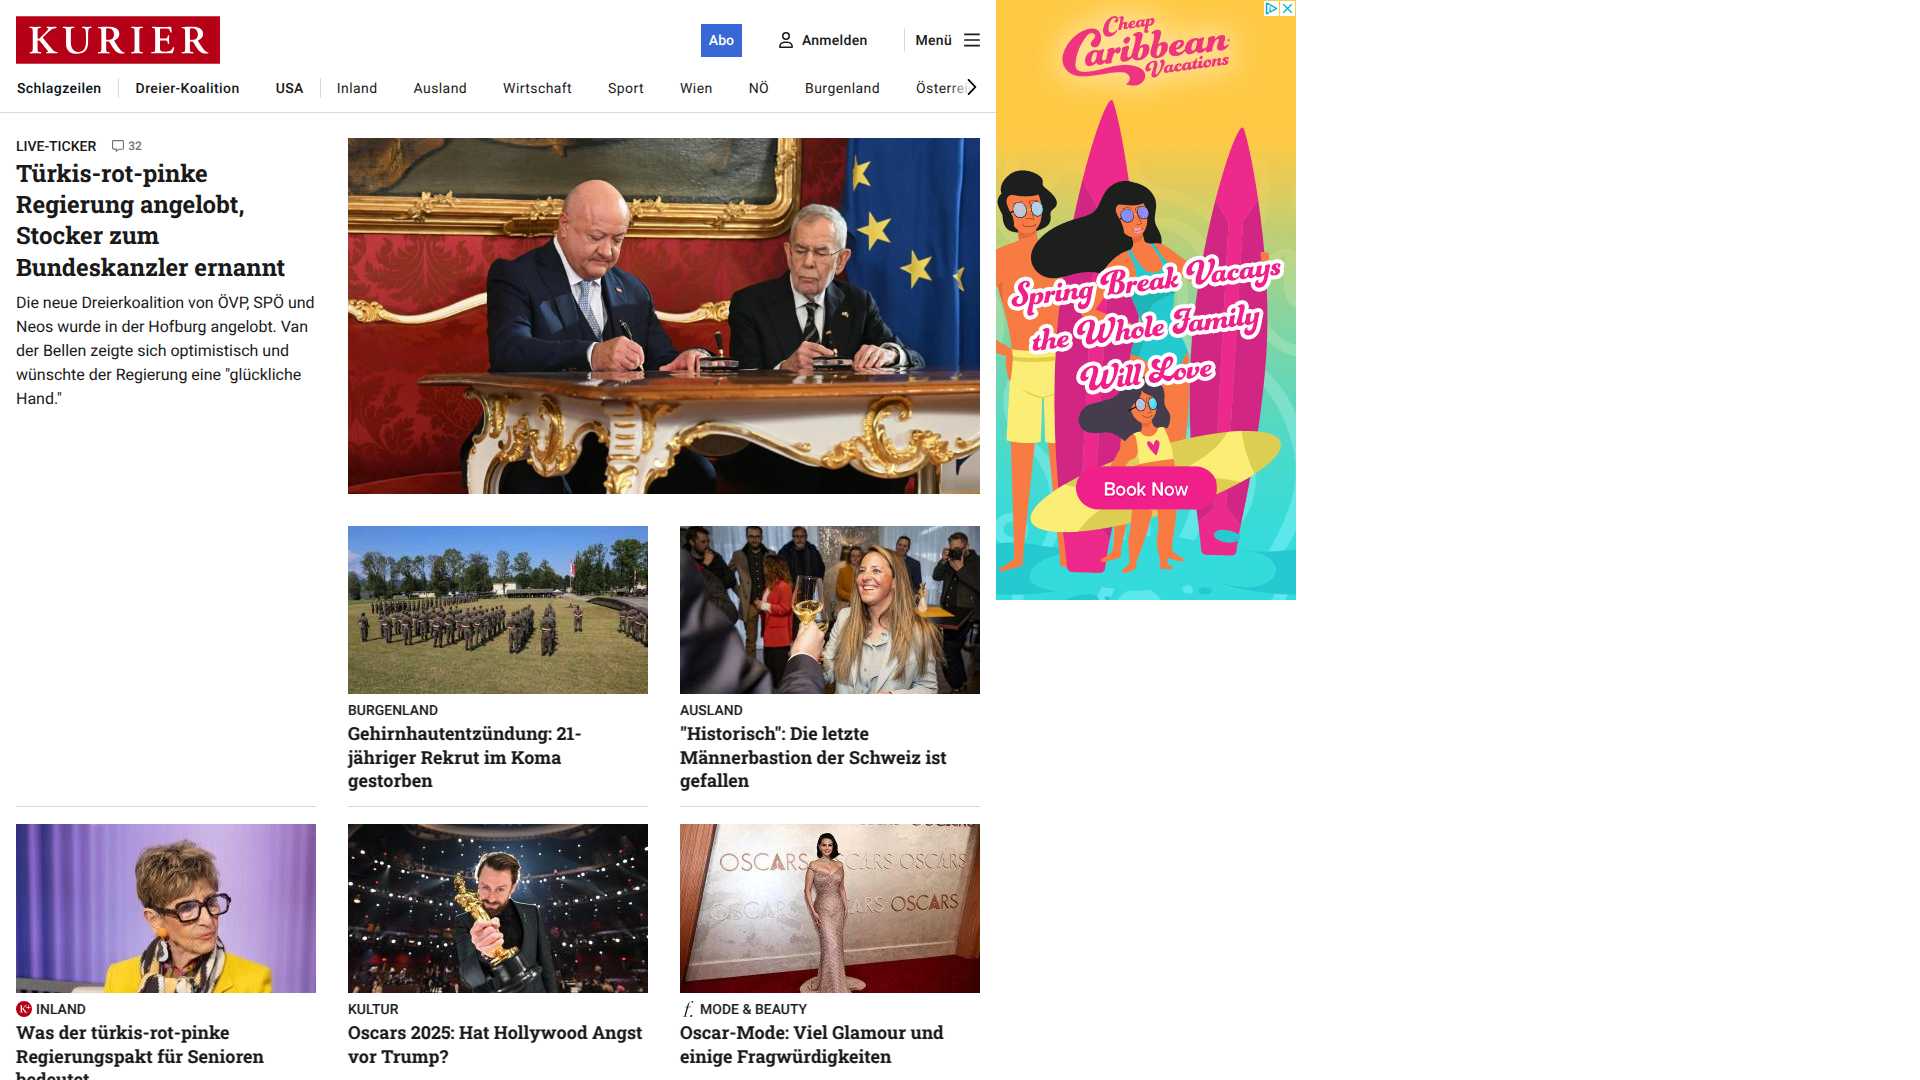 KURIER
Abo
Anmelden
Menü
Schlagzeilen
Dreier-Koalition
USA
Inland
Ausland
Wirtschaft
Sport
Wien
NÖ
Burgenland
Österre
LIVE-TICKER 32
Türkis-rot-pinke
Regierung angelobt,
Stocker zum
Bundeskanzler ernannt
Die neue Dreierkoalition von ÖVP, SPÖ und
Neos wurde in der Hofburg angelobt. Van
der Bellen zeigte sich optimistisch und
wünschte der Regierung eine "glückliche
Hand."
Cheap
Caribbean
Vacations
Spring Break Vacays
the Whole Family
Will Love
Book Now
BURGENLAND
Gehirnhautentzündung: 21-
jähriger Rekrut im Koma
gestorben
AUSLAND
"Historisch": Die letzte
Männerbastion der Schweiz ist
gefallen
K+ INLAND
Was der türkis-rot-pinke
Regierungspakt für Senioren
bedeutet
KULTUR
Oscars 2025: Hat Hollywood Angst
vor Trump?
OSCARS OSCARS
OSCARS
f. MODE & BEAUTY
Oscar-Mode: Viel Glamour und
einige Fragwürdigkeiten